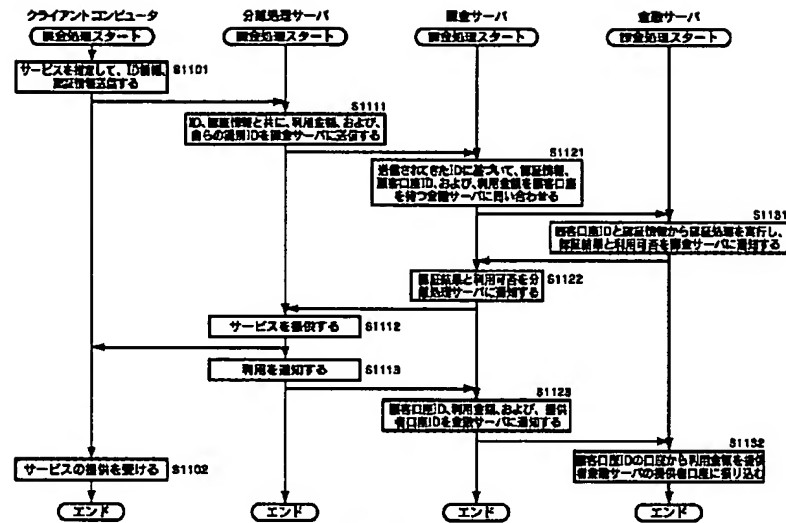 クライアントコンピュータ
分離処理サーバ
課金サーバ
金融サーバ
課金処理スタート
課金処理スタート
課金処理スタート
課金処理スタート
サービスを指定して、ID情報、
認証情報送信する
S1101
S1111
ID、認証情報と共に、利用金額、および、
自らの識別IDを課金サーバに送信する
S1121
送信されてきたIDに基づいて、認証情報、
顧客口座ID、および、利用金額を顧客口座
を持つ金融サーバに問い合わせる
S1131
顧客口座IDと認証情報から認証処理を実行し、
認証結果と利用可否を課金サーバに通知する
認証結果と利用可否を分
離処理サーバに通知する
S1122
サービスを提供する
S1112
利用を通知する
S1113
S1123
顧客口座ID、利用金額、および、提供
者口座IDを金融サーバに通知する
S1132
サービスの提供を受ける
S1102
顧客口座IDの口座から利用金額を提供
者金融サーバの提供者口座に振り込む
エンド
エンド
エンド
エンド